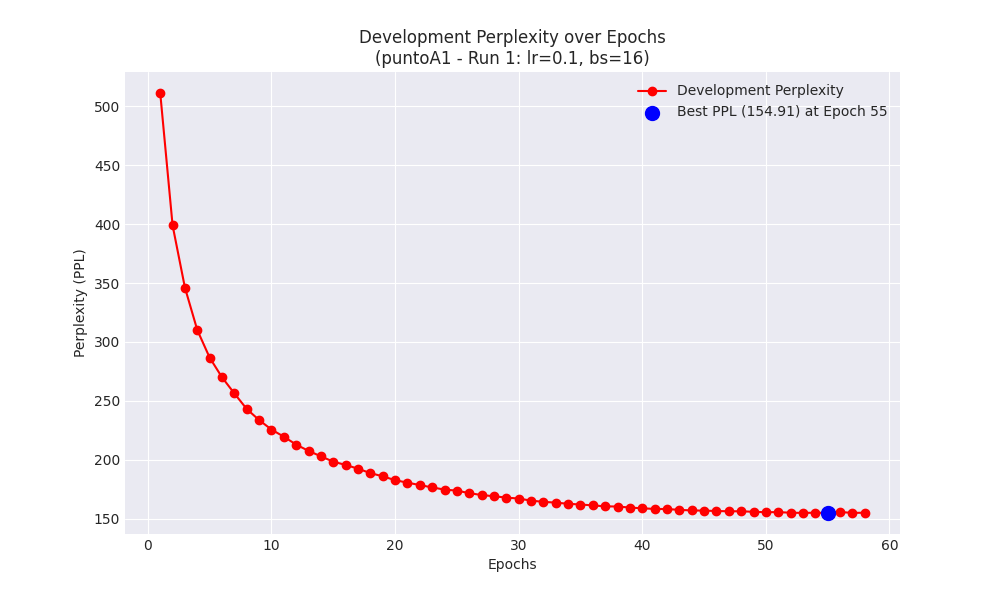 Development Perplexity over Epochs
(puntoA1 - Run 1: lr=0.1, bs=16)
Development Perplexity
Best PPL (154.91) at Epoch 55
Perplexity (PPL)
500
450
400
350
300
250
200
150
0 10 20 30 40 50 60
Epochs